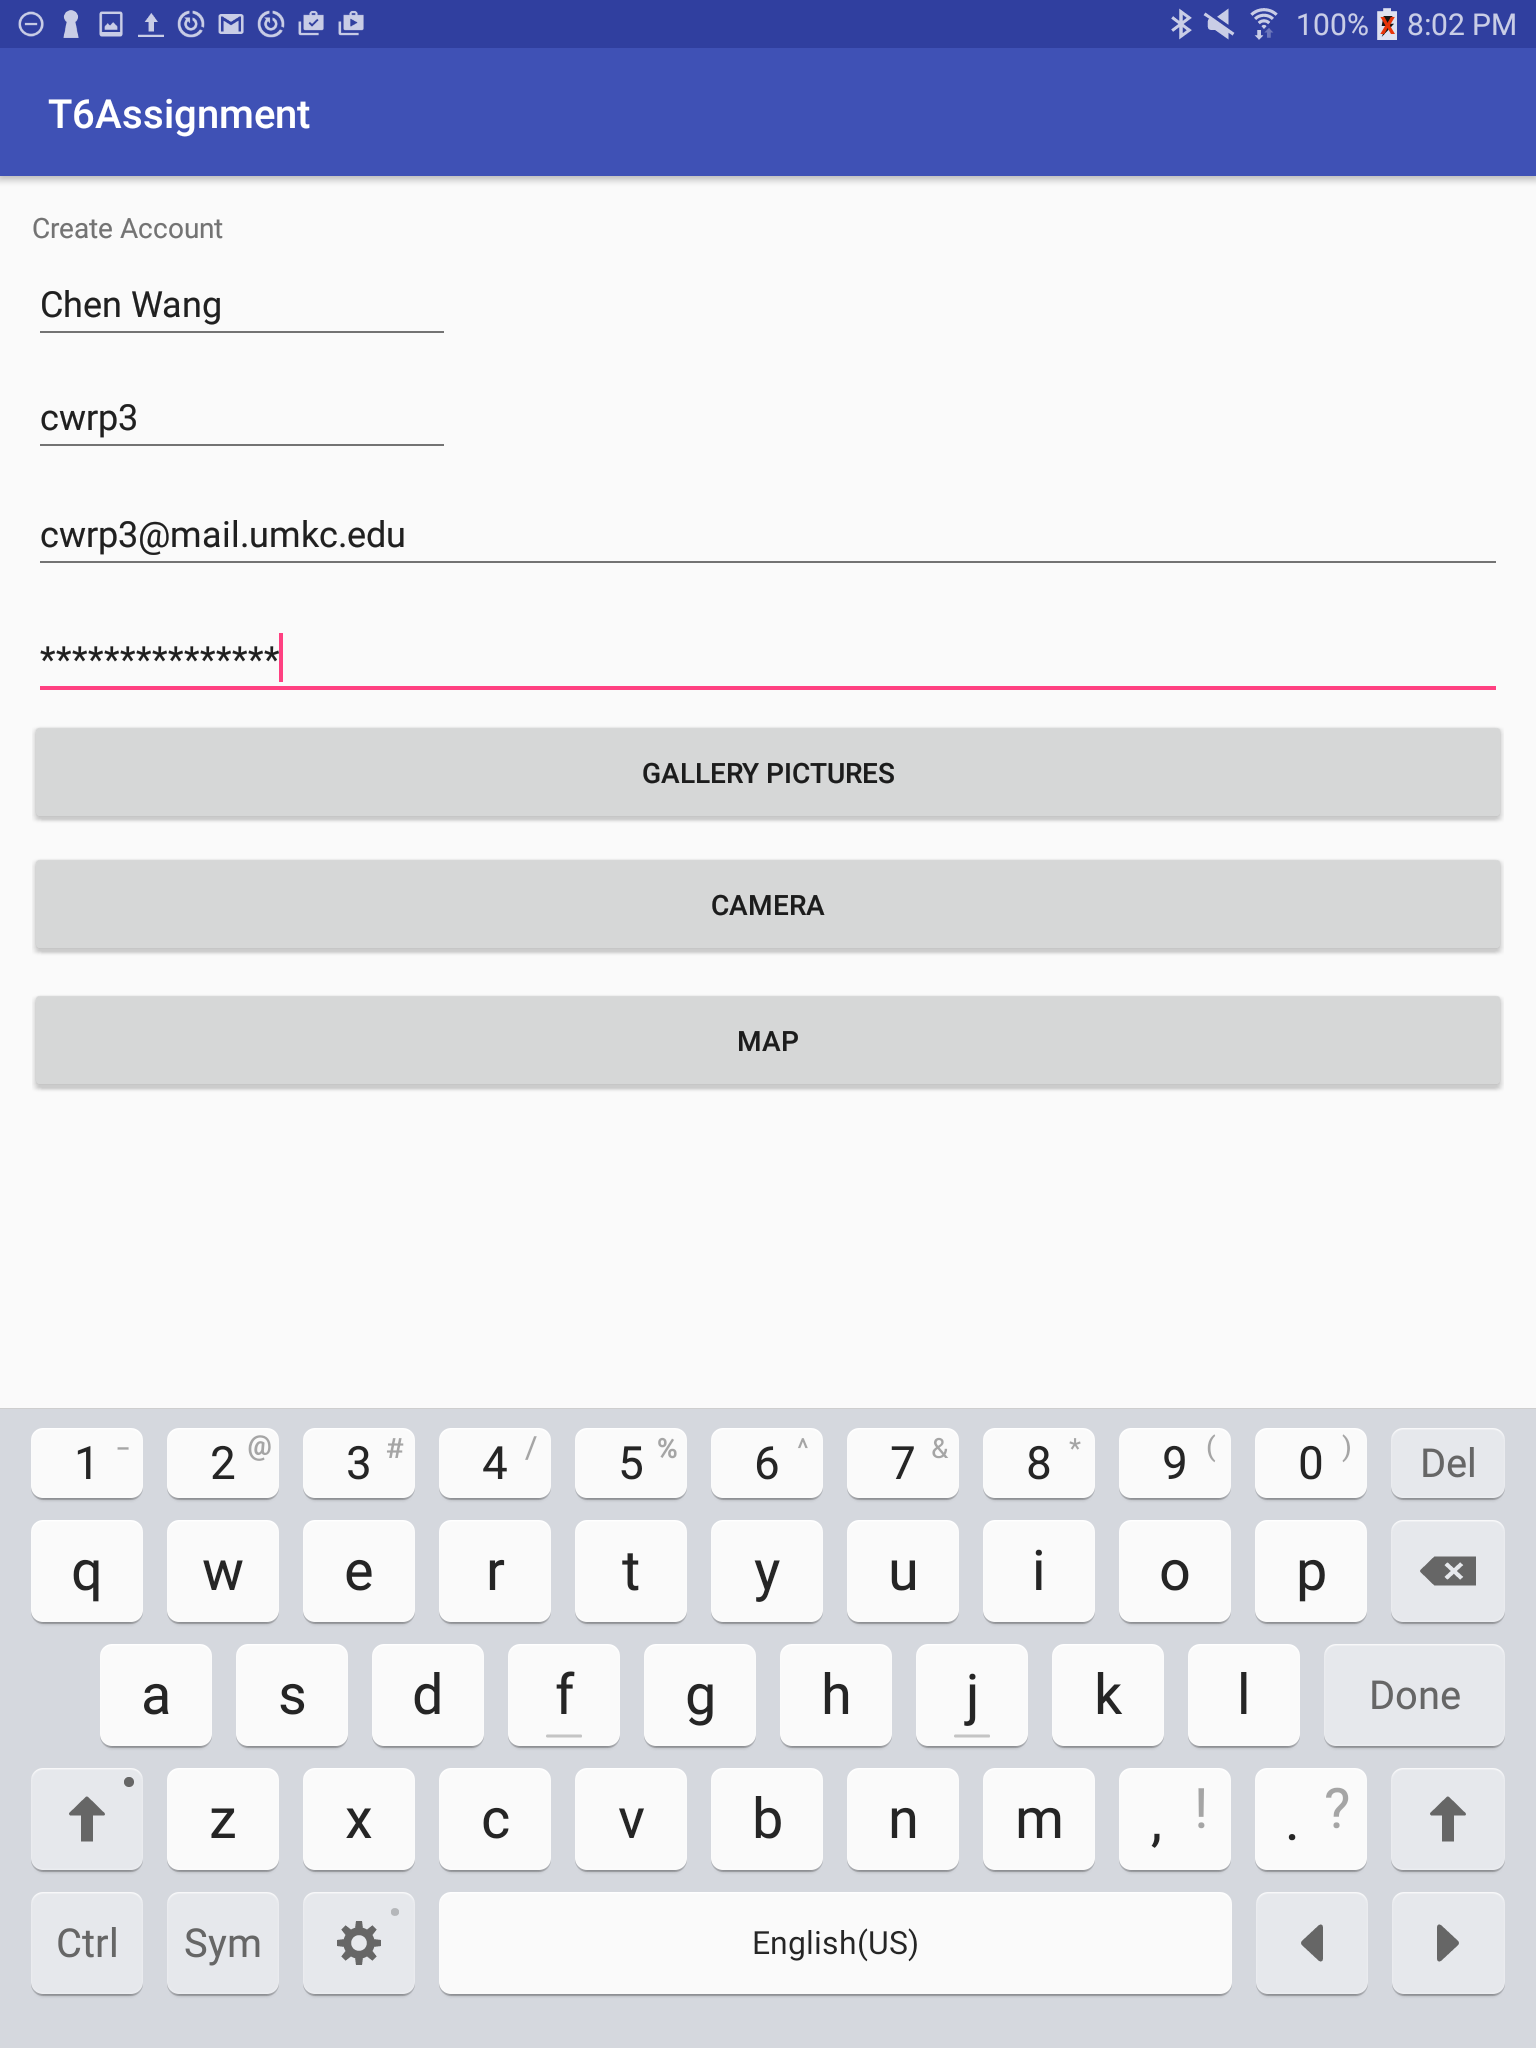 100% 8:02 PM
T6Assignment
Create Account
Chen Wang
cwrp3
cwrp3@mail.umkc.edu
***************
GALLERY PICTURES
CAMERA
MAP
1 - 2 @ 3 # 4 / 5 % 6 ^ 7 & 8 * 9 ( 0 ) Del
q w e r t y u i o p
a s d f g h j k l Done
z x c v b n m , ! . ?
Ctrl Sym English(US)